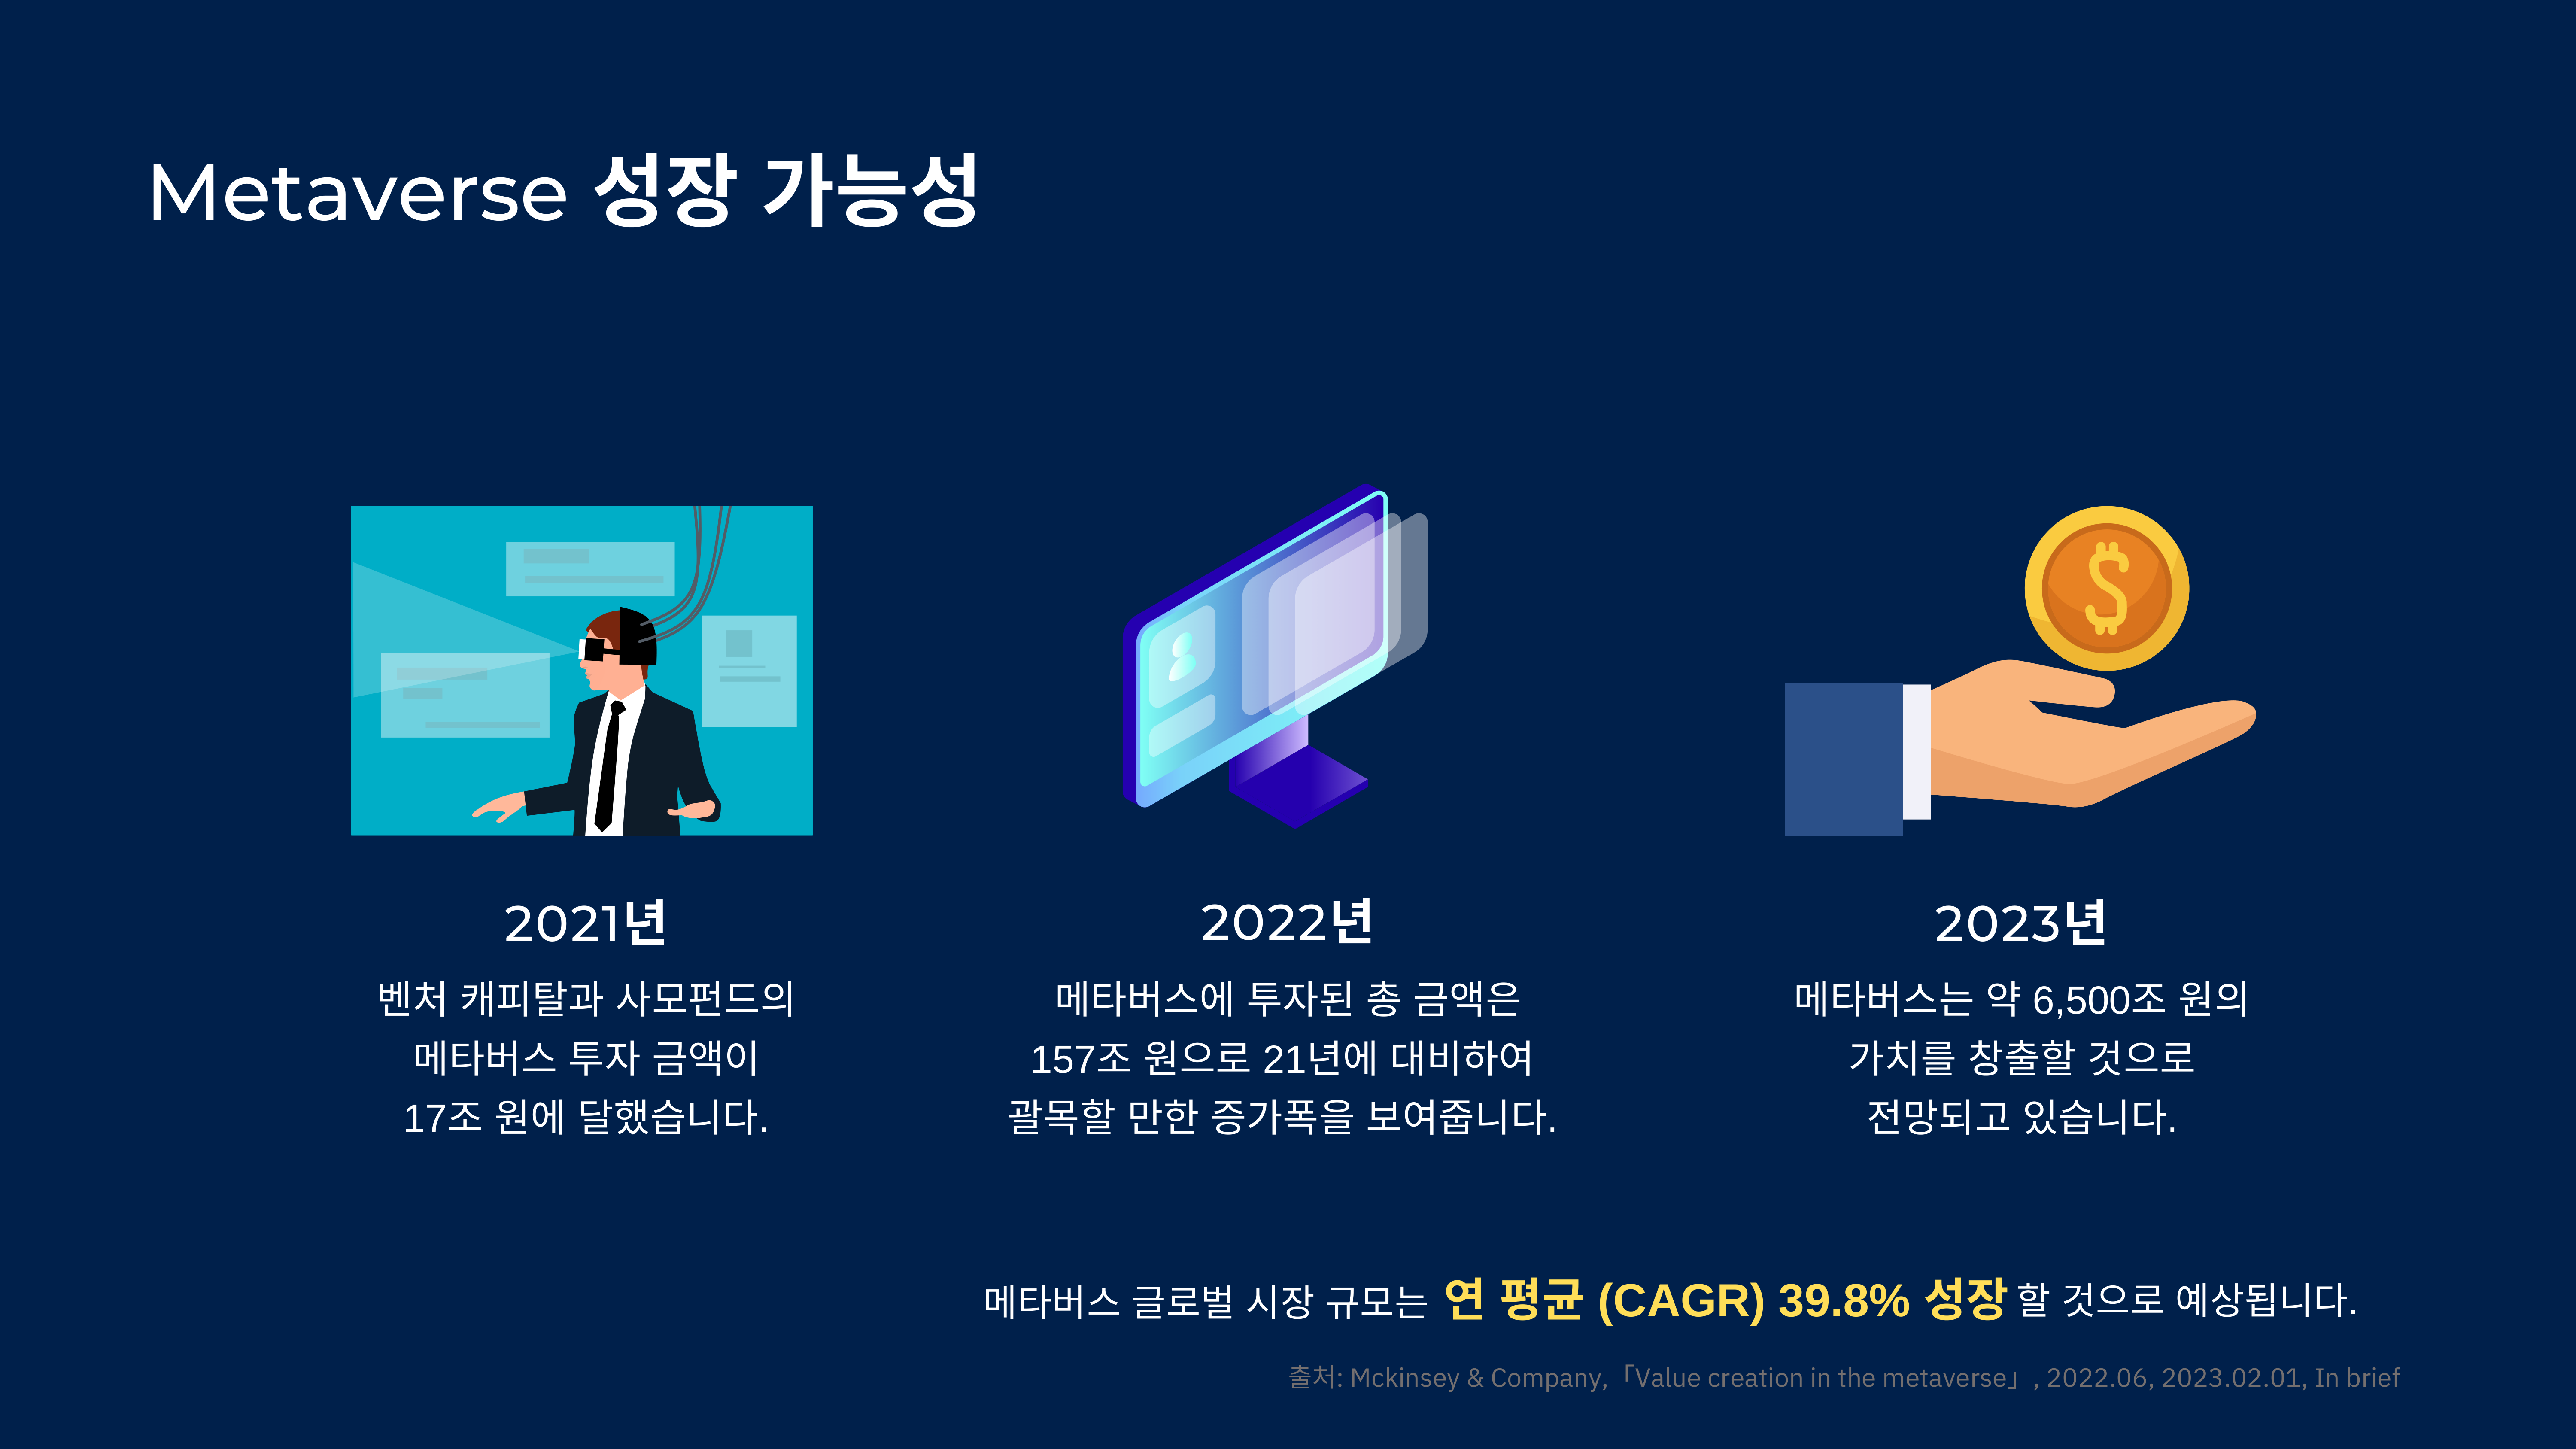 Metaverse 성장 가능성
2021년
벤처 캐피탈과 사모펀드의
메타버스 투자 금액이
17조 원에 달했습니다.
2022년
메타버스에 투자된 총 금액은
157조 원으로 21년에 대비하여
괄목할 만한 증가폭을 보여줍니다.
2023년
메타버스는 약 6,500조 원의
가치를 창출할 것으로
전망되고 있습니다.
메타버스 글로벌 시장 규모는 연 평균 (CAGR) 39.8% 성장 할 것으로 예상됩니다.
출처: Mckinsey & Company,「Value creation in the metaverse」, 2022.06, 2023.02.01, In brief